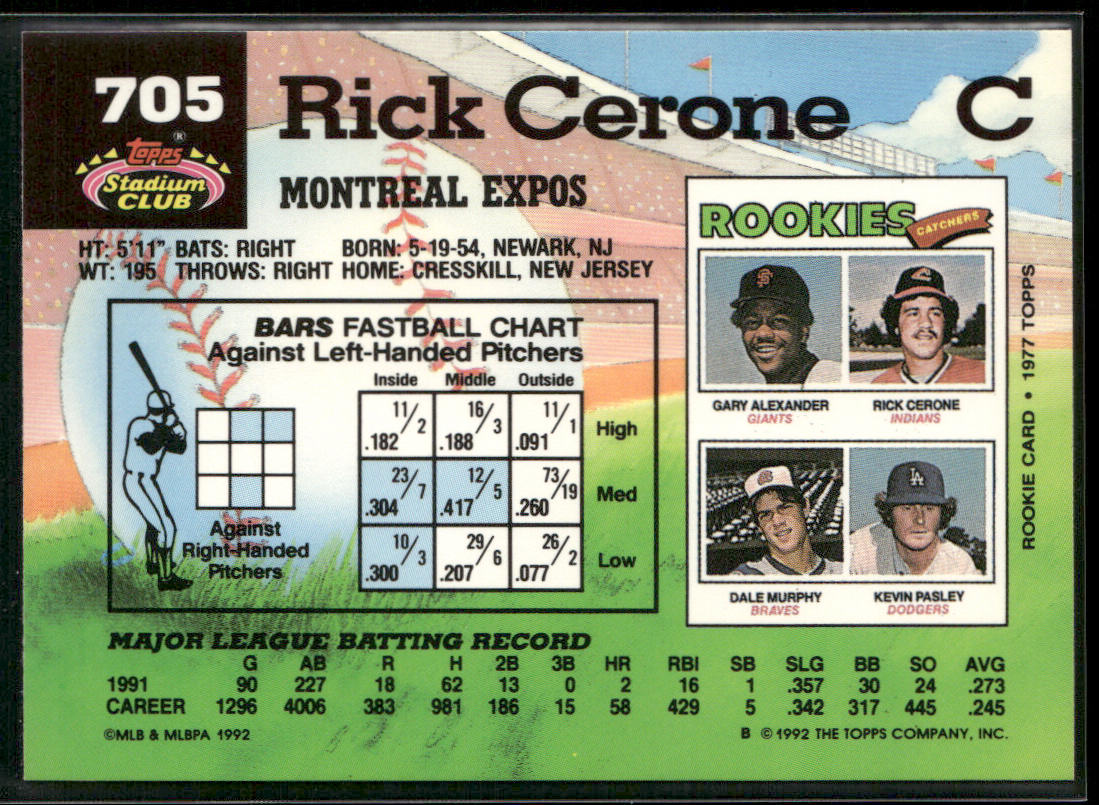 705
Rick Cerone C
®
Topps
Stadium
CLUB
MONTREAL EXPOS
HT: 5'11" BATS: RIGHT BORN: 5-19-54, NEWARK, NJ
WT: 195 THROWS: RIGHT HOME: CRESSKILL, NEW JERSEY
BARS FASTBALL CHART
Against Left-Handed Pitchers
Inside Middle Outside
11/2 16/3 11/1 High
.182 .188 .091
23/7 12/5 73/19 Med
.304 .417 .260
10/3 29/6 26/2 Low
.300 .207 .077
Against
Right-Handed
Pitchers
ROOKIES CATCHERS
GARY ALEXANDER RICK CERONE
GIANTS INDIANS
DALE MURPHY KEVIN PASLEY
BRAVES DODGERS
ROOKIE CARD • 1977 TOPPS
MAJOR LEAGUE BATTING RECORD
G AB R H 2B 3B HR RBI SB SLG BB SO AVG
1991 90 227 18 62 13 0 2 16 1 .357 30 24 .273
CAREER 1296 4006 383 981 186 15 58 429 5 .342 317 445 .245
©MLB & MLBPA 1992 B © 1992 THE TOPPS COMPANY, INC.